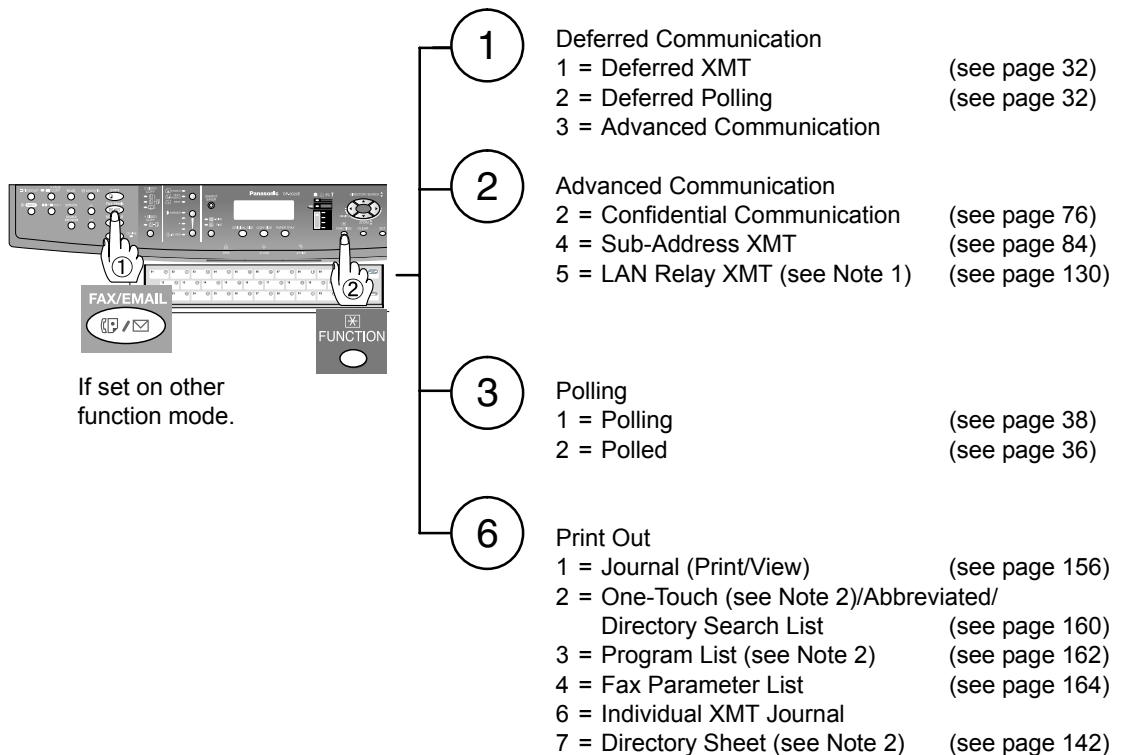 1
Deferred Communication
1 = Deferred XMT (see page 32)
2 = Deferred Polling (see page 32)
3 = Advanced Communication
2
Advanced Communication
2 = Confidential Communication (see page 76)
4 = Sub-Address XMT (see page 84)
5 = LAN Relay XMT (see Note 1) (see page 130)
Panasonic
1
2
FAX/EMAIL
FUNCTION
If set on other
function mode.
3
Polling
1 = Polling (see page 38)
2 = Polled (see page 36)
6
Print Out
1 = Journal (Print/View) (see page 156)
2 = One-Touch (see Note 2)/Abbreviated/
Directory Search List (see page 160)
3 = Program List (see Note 2) (see page 162)
4 = Fax Parameter List (see page 164)
6 = Individual XMT Journal
7 = Directory Sheet (see Note 2) (see page 142)